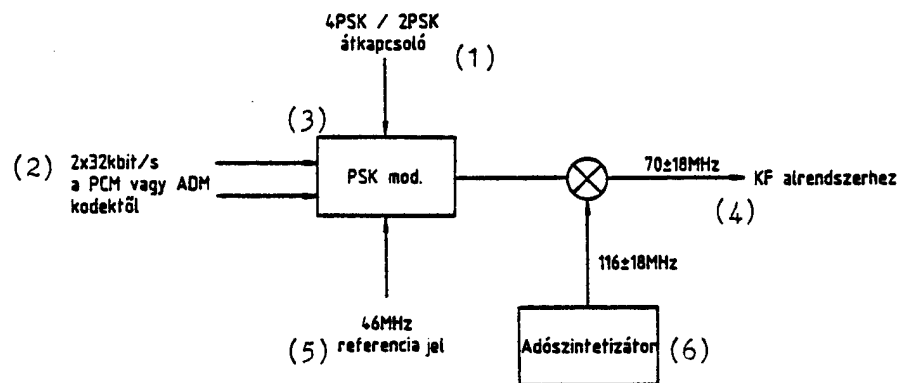 4PSK / 2PSK
átkapcsoló
(1)
(3)
(2)
2x32kbit/s
a PCM vagy ADM
kodektől
PSK mod.
70±18MHz
KF alrendszerhez
(4)
116±18MHz
46MHz
referencia jel
(5)
Adószintetizátor
(6)